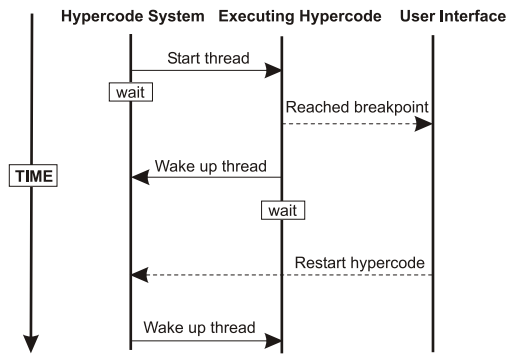 Hypercode System Executing Hypercode User Interface
Start thread
wait
Reached breakpoint
Wake up thread
TIME
wait
Restart hypercode
Wake up thread